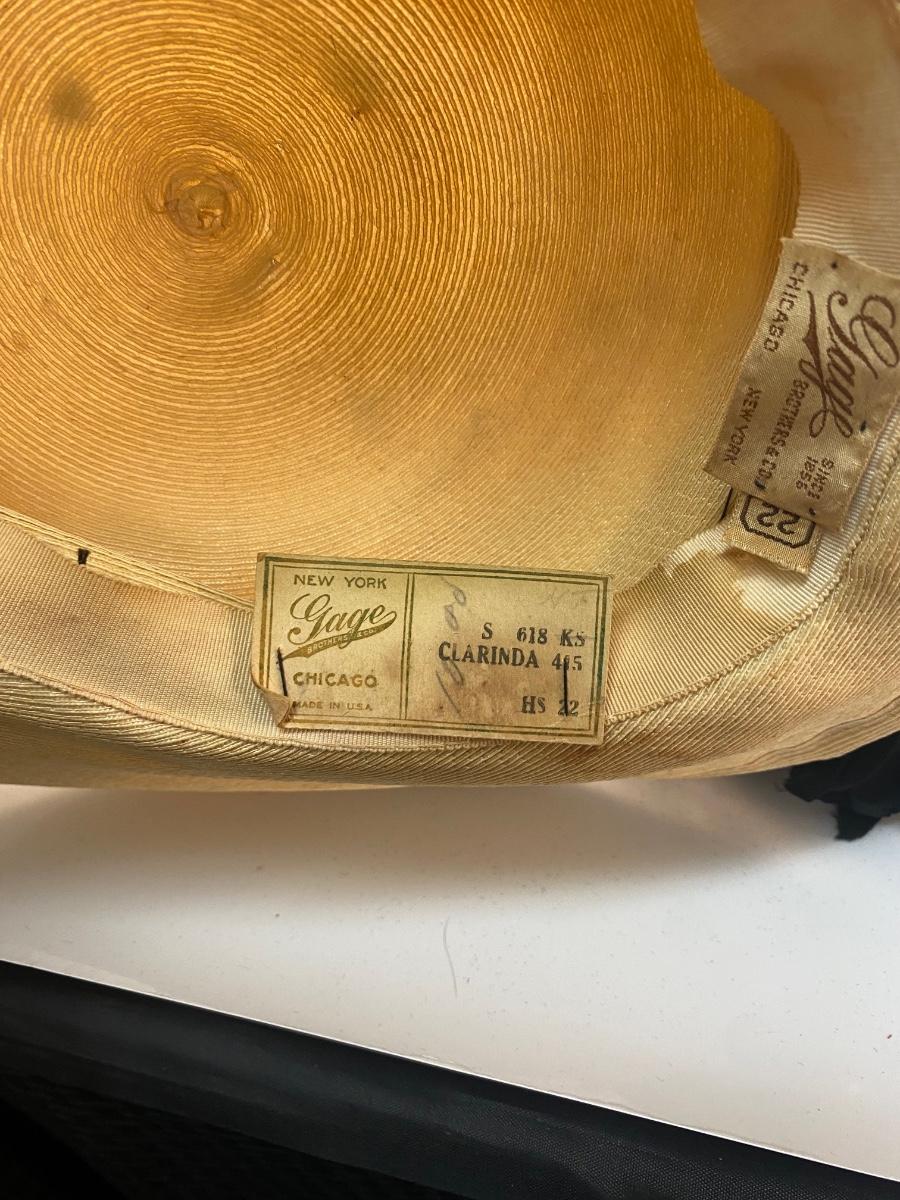 NEW YORK
Gage
BROTHERS & CO.
CHICAGO
MADE IN U.S.A.
S 618 KS
CLARINDA 415
HS 22
Gage
BROTHERS & CO.
SINCE 1856
CHICAGO NEW YORK
22